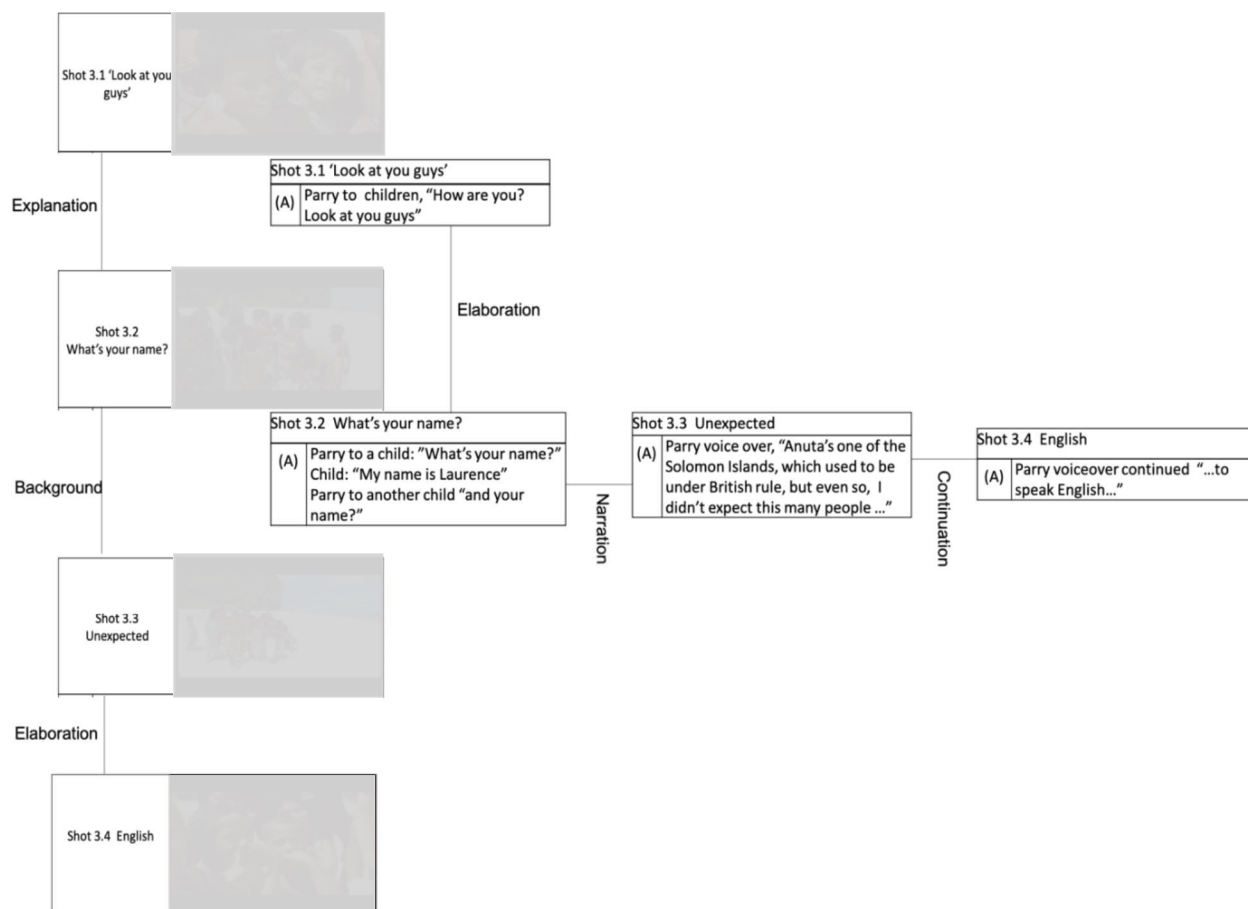 Shot 3.1 ‘Look at you
guys’
Explanation
Shot 3.1 ‘Look at you guys’
(A)
Parry to  children, “How are you?
Look at you guys”
Shot 3.2
What’s your name?
Elaboration
Background
Shot 3.2  What’s your name?
(A)
Parry to a child: ”What’s your name?”
Child: “My name is Laurence”
Parry to another child “and your
name?”
Narration
Shot 3.3  Unexpected
(A)
Parry voice over, “Anuta’s one of the
Solomon Islands, which used to be
under British rule, but even so,  I
didn’t expect this many people …”
Continuation
Shot 3.4  English
(A)
Parry voiceover continued  “…to
speak English…”
Shot 3.3
Unexpected
Elaboration
Shot 3.4  English